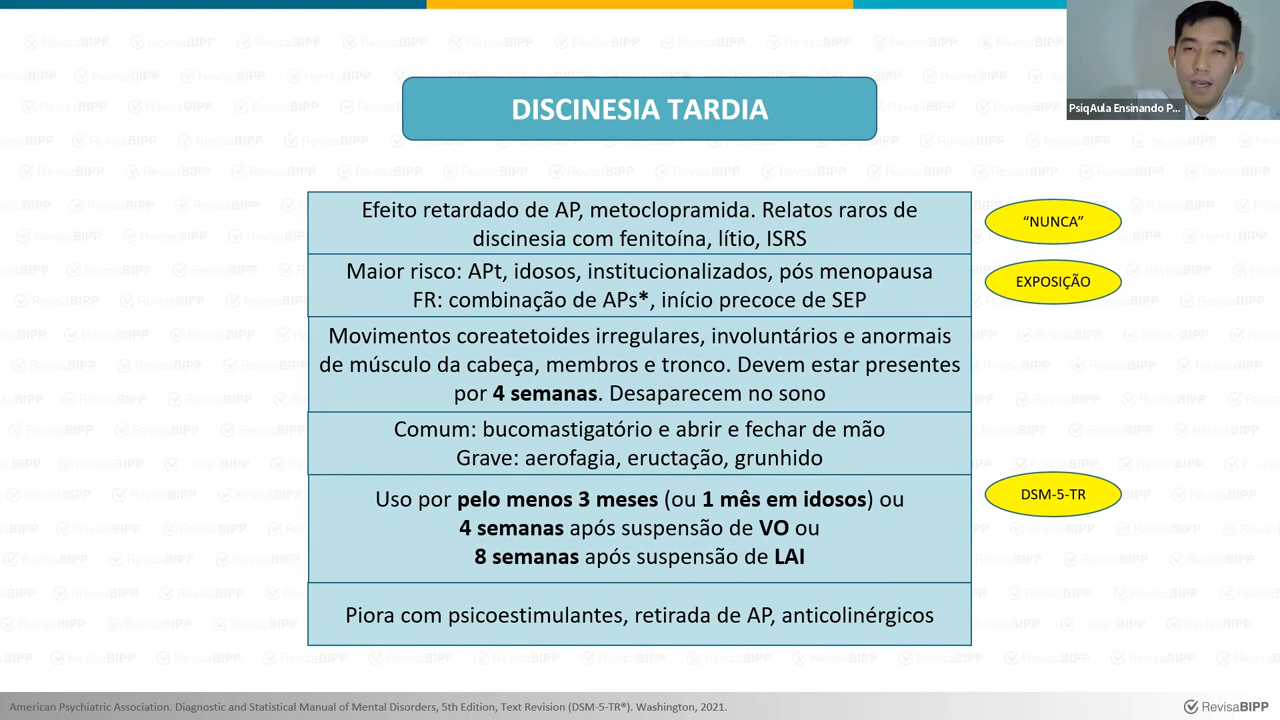 PsiqAula Ensinando P...
DISCINESIA TARDIA
Efeito retardado de AP, metoclopramida. Relatos raros de
discinesia com fenitoína, lítio, ISRS
“NUNCA”
Maior risco: APt, idosos, institucionalizados, pós menopausa
FR: combinação de APs*, início precoce de SEP
EXPOSIÇÃO
Movimentos coreatetoides irregulares, involuntários e anormais
de músculo da cabeça, membros e tronco. Devem estar presentes
por 4 semanas. Desaparecem no sono
Comum: bucomastigatório e abrir e fechar de mão
Grave: aerofagia, eructação, grunhido
Uso por pelo menos 3 meses (ou 1 mês em idosos) ou
4 semanas após suspensão de VO ou
8 semanas após suspensão de LAI
DSM-5-TR
Piora com psicoestimulantes, retirada de AP, anticolinérgicos
American Psychiatric Association. Diagnostic and Statistical Manual of Mental Disorders, 5th Edition, Text Revision (DSM-5-TR®). Washington, 2021.
RevisaBIPP